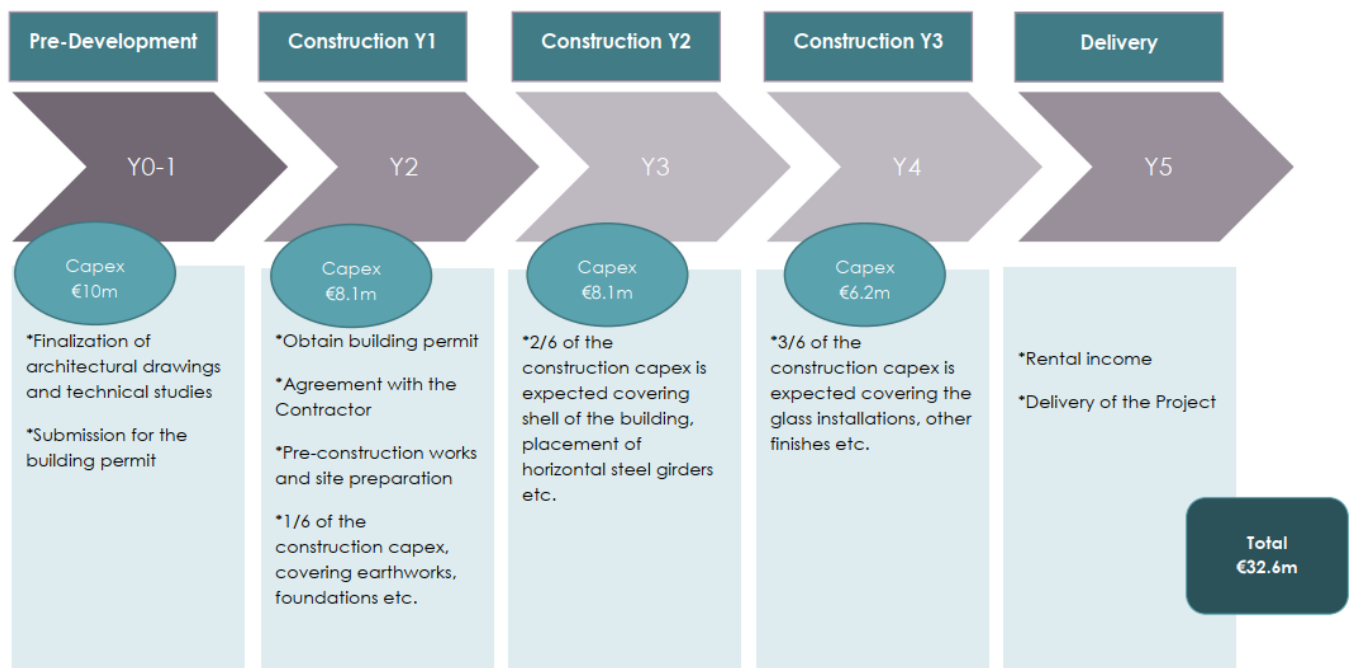 Pre-Development
Construction Y1
Construction Y2
Construction Y3
Delivery
Y0-1
Y2
Y3
Y4
Y5
Capex
€10m
*Finalization of
architectural drawings
and technical studies
*Submission for the
building permit
Capex
€8.1m
*Obtain building permit
*Agreement with the
Contractor
*Pre-construction works
and site preparation
*1/6 of the
construction capex,
covering earthworks,
foundations etc.
Capex
€8.1m
*2/6 of the
construction capex is
expected covering
shell of the building,
placement of
horizontal steel girders
etc.
Capex
€6.2m
*3/6 of the
construction capex is
expected covering the
glass installations, other
finishes etc.
*Rental income
*Delivery of the Project
Total
€32.6m